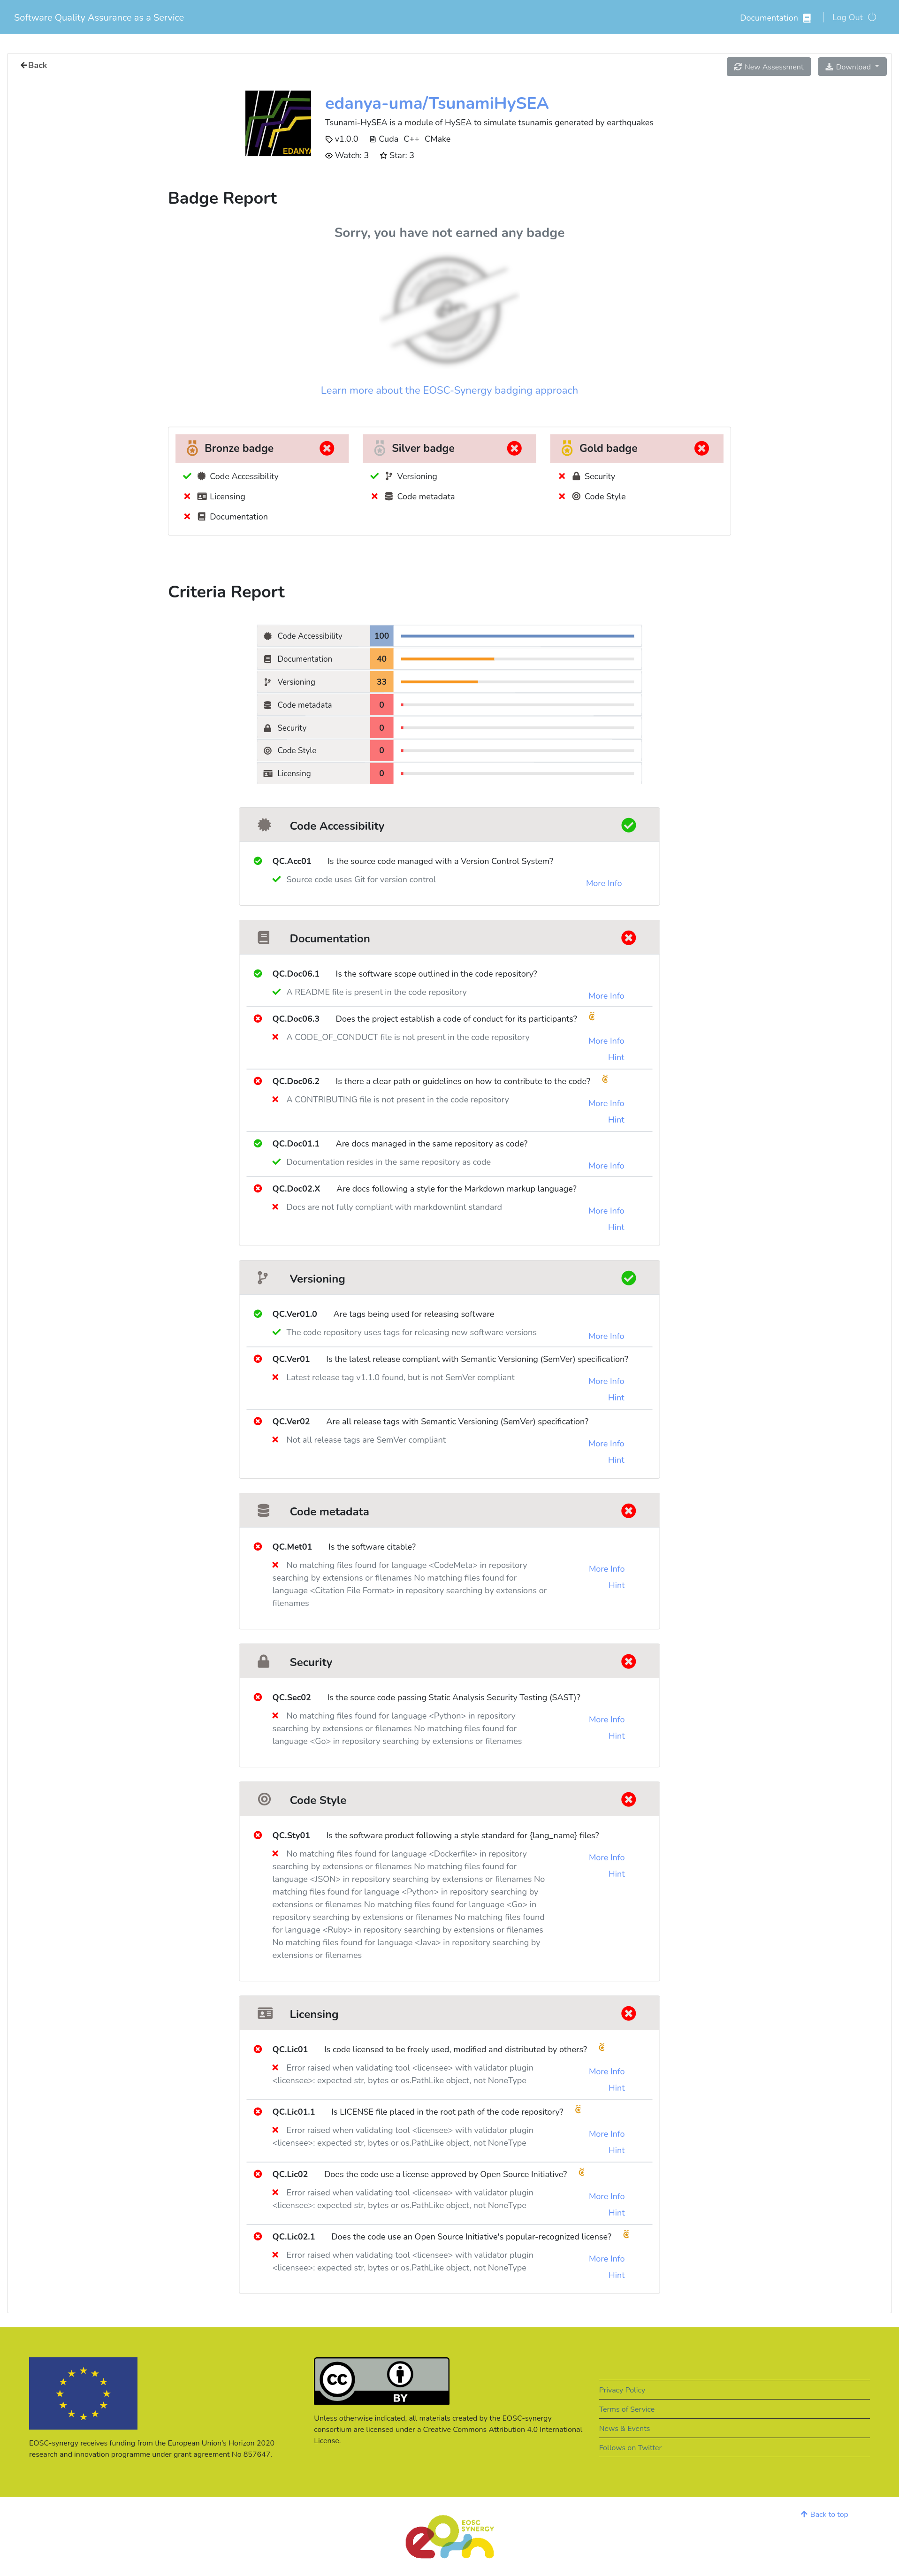 Software Quality Assurance as a Service
Documentation
Log Out
Back
New Assessment
Download
EDANYA
edanya-uma/TsunamiHySEA
Tsunami-HySEA is a module of HySEA to simulate tsunamis generated by earthquakes
v1.0.0 Cuda C++ CMake
Watch: 3 Star: 3
Badge Report
Sorry, you have not earned any badge
Learn more about the EOSC-Synergy badging approach
Bronze badge
Code Accessibility
Licensing
Documentation
Silver badge
Versioning
Code metadata
Gold badge
Security
Code Style
Criteria Report
Code Accessibility 100
Documentation 40
Versioning 33
Code metadata 0
Security 0
Code Style 0
Licensing 0
Code Accessibility
QC.Acc01 Is the source code managed with a Version Control System?
Source code uses Git for version control
More Info
Documentation
QC.Doc06.1 Is the software scope outlined in the code repository?
A README file is present in the code repository
More Info
QC.Doc06.3 Does the project establish a code of conduct for its participants?
A CODE_OF_CONDUCT file is not present in the code repository
More Info
Hint
QC.Doc06.2 Is there a clear path or guidelines on how to contribute to the code?
A CONTRIBUTING file is not present in the code repository
More Info
Hint
QC.Doc01.1 Are docs managed in the same repository as code?
Documentation resides in the same repository as code
More Info
QC.Doc02.X Are docs following a style for the Markdown markup language?
Docs are not fully compliant with markdownlint standard
More Info
Hint
Versioning
QC.Ver01.0 Are tags being used for releasing software
The code repository uses tags for releasing new software versions
More Info
QC.Ver01 Is the latest release compliant with Semantic Versioning (SemVer) specification?
Latest release tag v1.1.0 found, but is not SemVer compliant
More Info
Hint
QC.Ver02 Are all release tags with Semantic Versioning (SemVer) specification?
Not all release tags are SemVer compliant
More Info
Hint
Code metadata
QC.Met01 Is the software citable?
No matching files found for language <CodeMeta> in repository
searching by extensions or filenames No matching files found for
language <Citation File Format> in repository searching by extensions or
filenames
More Info
Hint
Security
QC.Sec02 Is the source code passing Static Analysis Security Testing (SAST)?
No matching files found for language <Python> in repository
searching by extensions or filenames No matching files found for
language <Go> in repository searching by extensions or filenames
More Info
Hint
Code Style
QC.Sty01 Is the software product following a style standard for {lang_name} files?
No matching files found for language <Dockerfile> in repository
searching by extensions or filenames No matching files found for
language <JSON> in repository searching by extensions or filenames No
matching files found for language <Python> in repository searching by
extensions or filenames No matching files found for language <Go> in
repository searching by extensions or filenames No matching files found
for language <Ruby> in repository searching by extensions or filenames
No matching files found for language <Java> in repository searching by
extensions or filenames
More Info
Hint
Licensing
QC.Lic01 Is code licensed to be freely used, modified and distributed by others?
Error raised when validating tool <licensee> with validator plugin
<licensee>: expected str, bytes or os.PathLike object, not NoneType
More Info
Hint
QC.Lic01.1 Is LICENSE file placed in the root path of the code repository?
Error raised when validating tool <licensee> with validator plugin
<licensee>: expected str, bytes or os.PathLike object, not NoneType
More Info
Hint
QC.Lic02 Does the code use a license approved by Open Source Initiative?
Error raised when validating tool <licensee> with validator plugin
<licensee>: expected str, bytes or os.PathLike object, not NoneType
More Info
Hint
QC.Lic02.1 Does the code use an Open Source Initiative's popular-recognized license?
Error raised when validating tool <licensee> with validator plugin
<licensee>: expected str, bytes or os.PathLike object, not NoneType
More Info
Hint
EOSC-synergy receives funding from the European Union's Horizon 2020
research and innovation programme under grant agreement No 857647.
CC
BY
Unless otherwise indicated, all materials created by the EOSC-synergy
consortium are licensed under a Creative Commons Attribution 4.0 International
License.
Privacy Policy
Terms of Service
News & Events
Follows on Twitter
Back to top
EOSC
SYNERGY